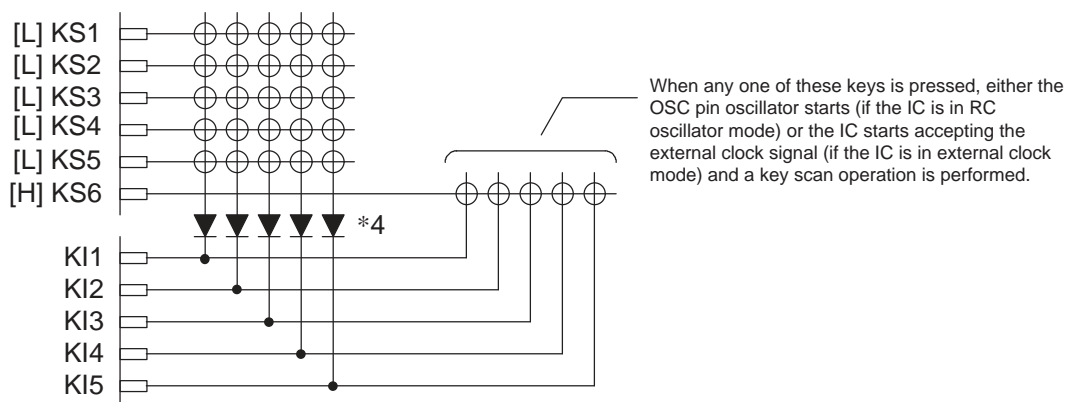 [L] KS1
[L] KS2
[L] KS3
[L] KS4
[L] KS5
[H] KS6
*4
KI1
KI2
KI3
KI4
KI5
When any one of these keys is pressed, either the
OSC pin oscillator starts (if the IC is in RC
oscillator mode) or the IC starts accepting the
external clock signal (if the IC is in external clock
mode) and a key scan operation is performed.